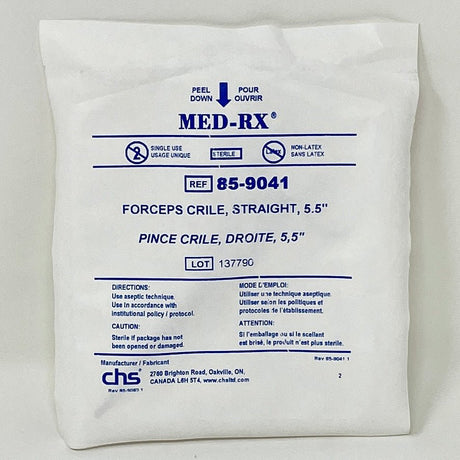 PEEL DOWN POUR OUVRIR
MED-RX®
2 SINGLE USE USAGE UNIQUE STERILE Latex NON-LATEX SANS LATEX
REF 85-9041
FORCEPS CRILE, STRAIGHT, 5.5"
PINCE CRILE, DROITE, 5,5"
LOT 137790
DIRECTIONS:
Use aseptic technique.
Use in accordance with
institutional policy / protocol.
CAUTION:
Sterile if package has not
been opened or damaged.
MODE D'EMPLOI:
Utiliser une technique aseptique.
Utiliser selon les politiques et
protocoles de l'établissement.
ATTENTION:
Si l'emballage ou si le scellant
est brisé, le produit n'est plus stérile.
Manufacturer / Fabricant
Rev 85-9041 1
chs
2780 Brighton Road, Oakville, ON,
CANADA L6H 5T4, www.chsltd.com
2